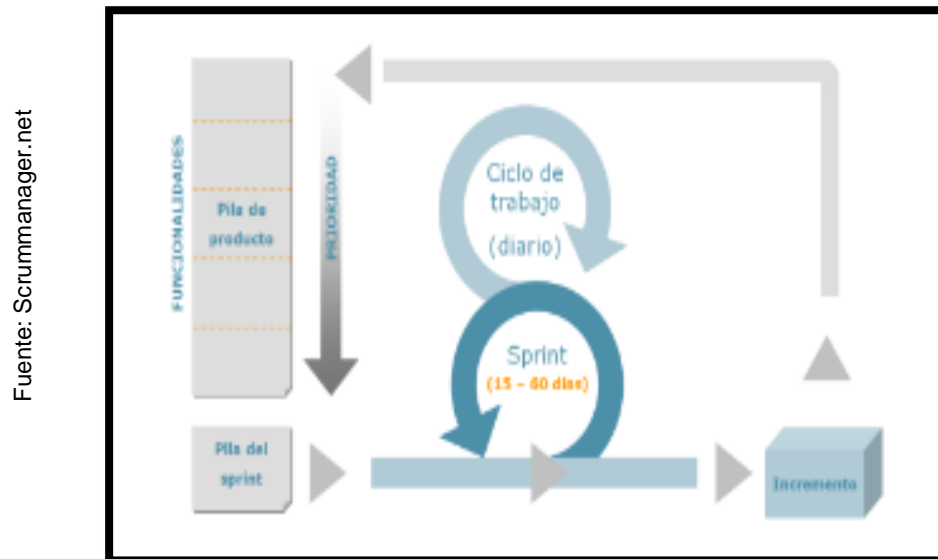 Fuente: Scrummanager.net
FUNCIONALIDADES
Pila de
producto
PRIORIDAD
Ciclo de
trabajo
(diario)
Sprint
(15 – 60 días)
Pila del
sprint
Incremento